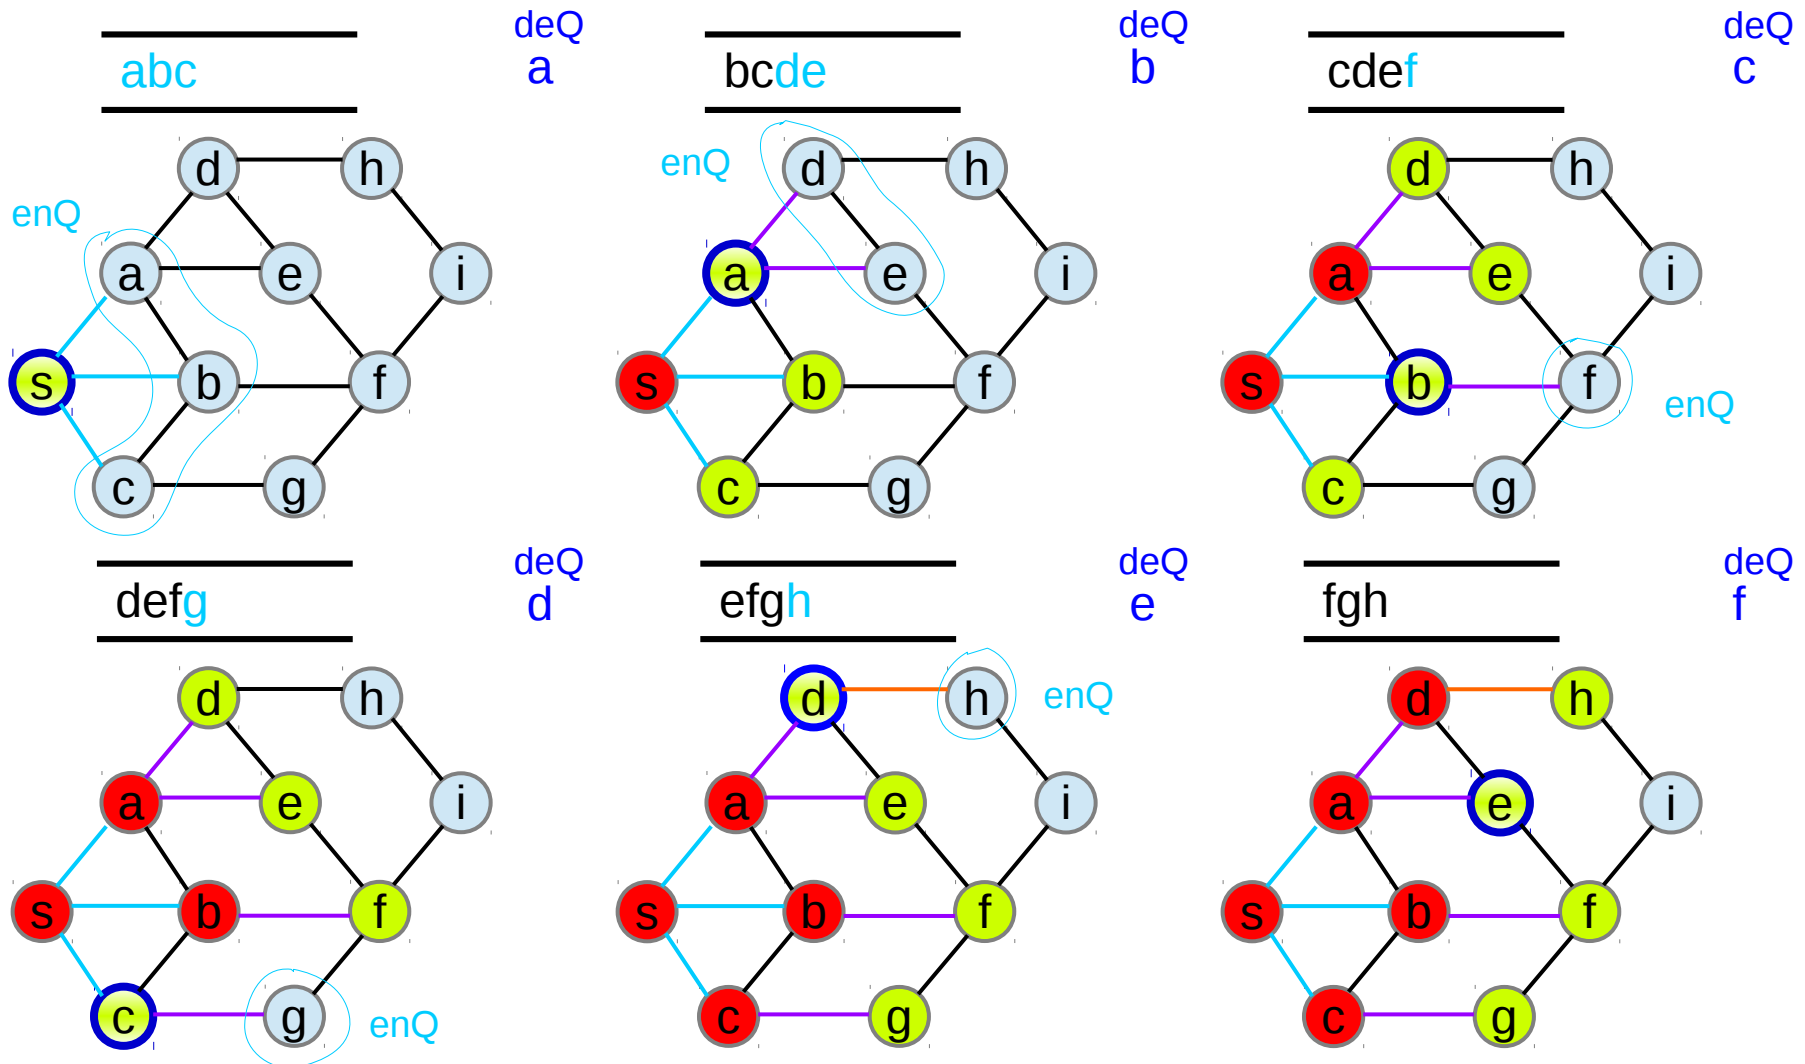 deQ
abc
a
enQ
d h
a e i
s b f
c g
deQ
bcde
b
enQ
d h
a e i
s b f
c g
deQ
cdef
c
d h
a e i
s b f
enQ
c g
deQ
defg
d
d h
a e i
s b f
c g
enQ
deQ
efgh
e
d h
enQ
a e i
s b f
c g
deQ
fgh
f
d h
a e i
s b f
c g